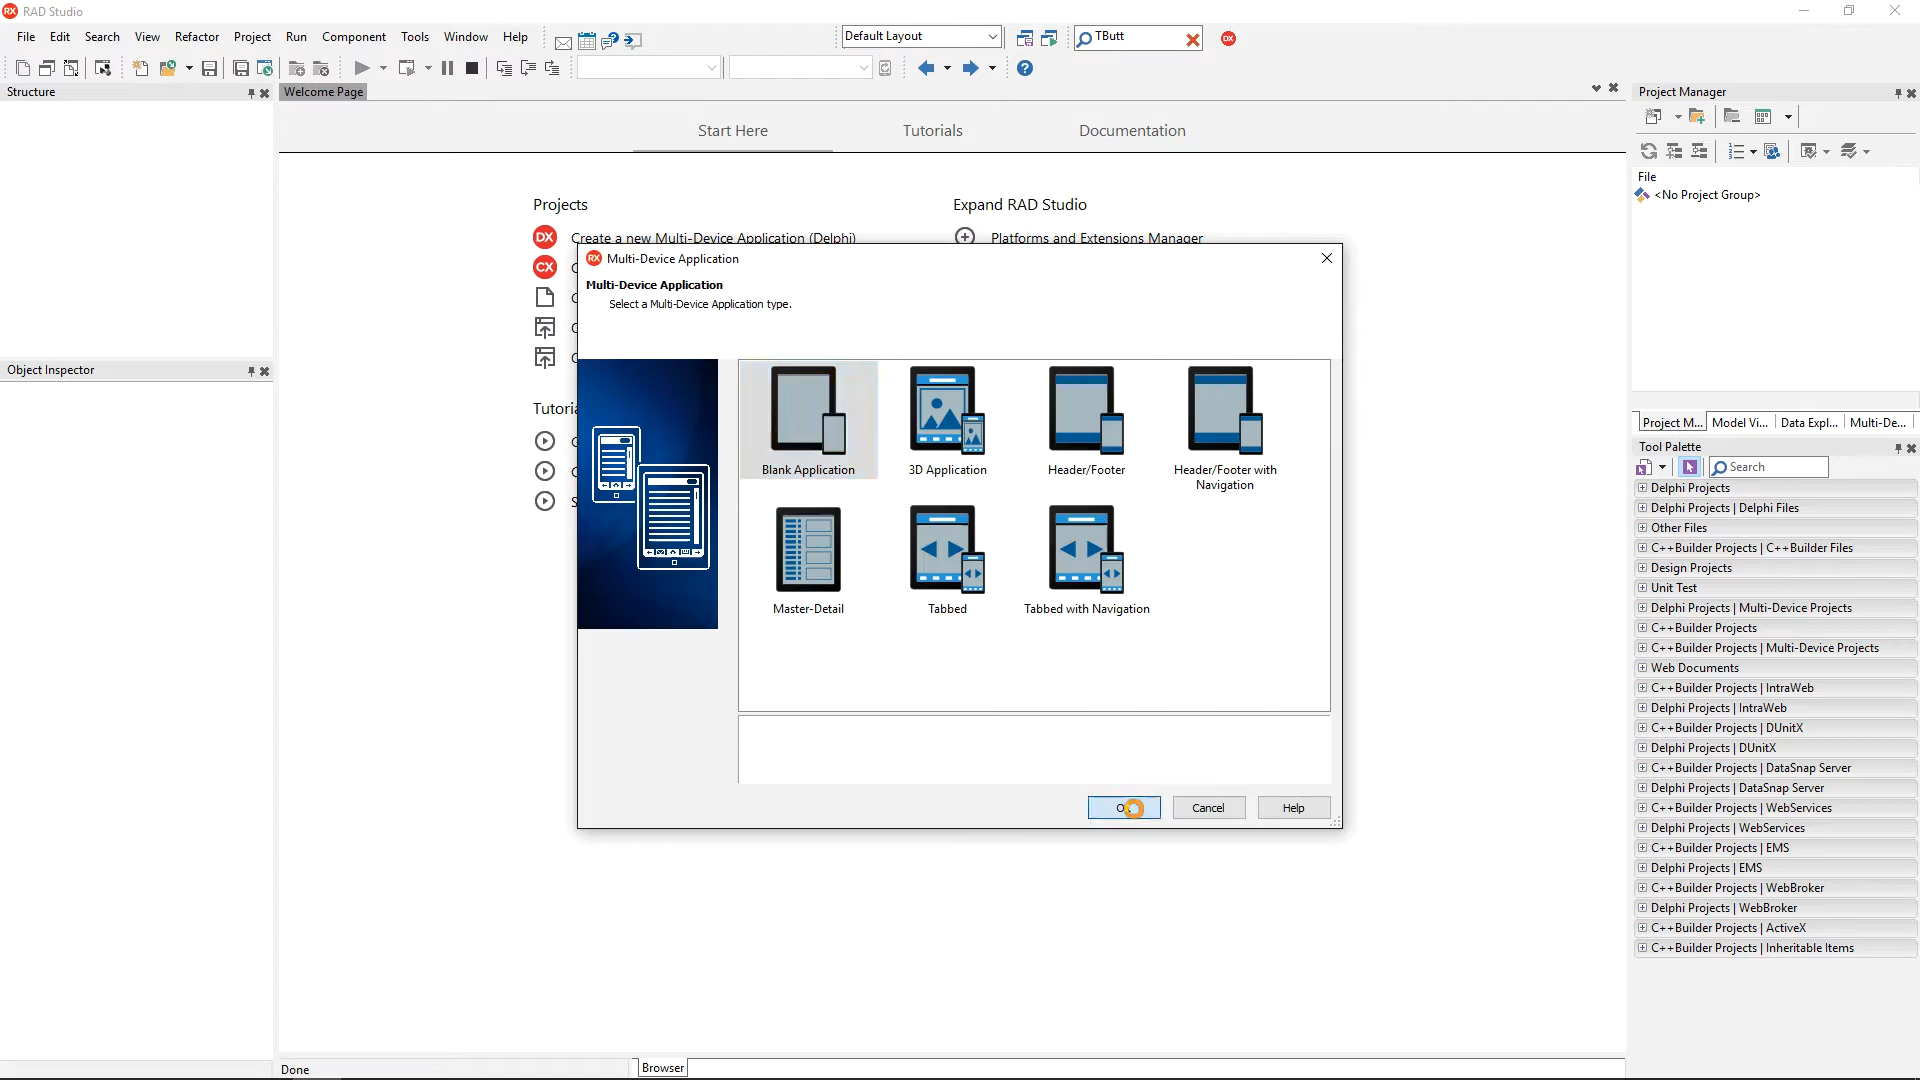 RAD Studio
File Edit Search View Refactor Project Run Component Tools Window Help
Default Layout
TButt
Structure
Welcome Page
Project Manager
Start Here
Tutorials
Documentation
File
<No Project Group>
Projects
Expand RAD Studio
DX Create a new Multi-Device Application (Delphi)
Platforms and Extensions Manager
CX
Multi-Device Application
Multi-Device Application
Select a Multi-Device Application type.
Object Inspector
Blank Application
3D Application
Header/Footer
Header/Footer with
Navigation
Master-Detail
Tabbed
Tabbed with Navigation
Cancel
Help
Project M...
Model Vi...
Data Expl...
Multi-De...
Tool Palette
Search
Delphi Projects
Delphi Projects | Delphi Files
Other Files
C++Builder Projects | C++Builder Files
Design Projects
Unit Test
Delphi Projects | Multi-Device Projects
C++Builder Projects
C++Builder Projects | Multi-Device Projects
Web Documents
C++Builder Projects | IntraWeb
Delphi Projects | IntraWeb
C++Builder Projects | DUnitX
Delphi Projects | DUnitX
C++Builder Projects | DataSnap Server
Delphi Projects | DataSnap Server
C++Builder Projects | WebServices
Delphi Projects | WebServices
C++Builder Projects | EMS
Delphi Projects | EMS
C++Builder Projects | WebBroker
Delphi Projects | WebBroker
C++Builder Projects | ActiveX
C++Builder Projects | Inheritable Items
Done
Browser